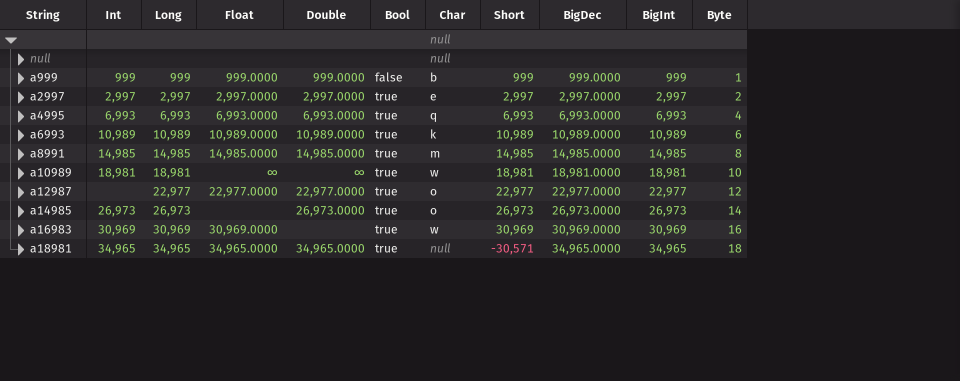 String Int Long Float Double Bool Char Short BigDec BigInt Byte
null
null null
a999 999 999 999.0000 999.0000 false b 999 999.0000 999 1
a2997 2,997 2,997 2,997.0000 2,997.0000 true e 2,997 2,997.0000 2,997 2
a4995 6,993 6,993 6,993.0000 6,993.0000 true q 6,993 6,993.0000 6,993 4
a6993 10,989 10,989 10,989.0000 10,989.0000 true k 10,989 10,989.0000 10,989 6
a8991 14,985 14,985 14,985.0000 14,985.0000 true m 14,985 14,985.0000 14,985 8
a10989 18,981 18,981 ∞ ∞ true w 18,981 18,981.0000 18,981 10
a12987 22,977 22,977.0000 22,977.0000 true o 22,977 22,977.0000 22,977 12
a14985 26,973 26,973 26,973.0000 true o 26,973 26,973.0000 26,973 14
a16983 30,969 30,969 30,969.0000 true w 30,969 30,969.0000 30,969 16
a18981 34,965 34,965 34,965.0000 34,965.0000 true null -30,571 34,965.0000 34,965 18